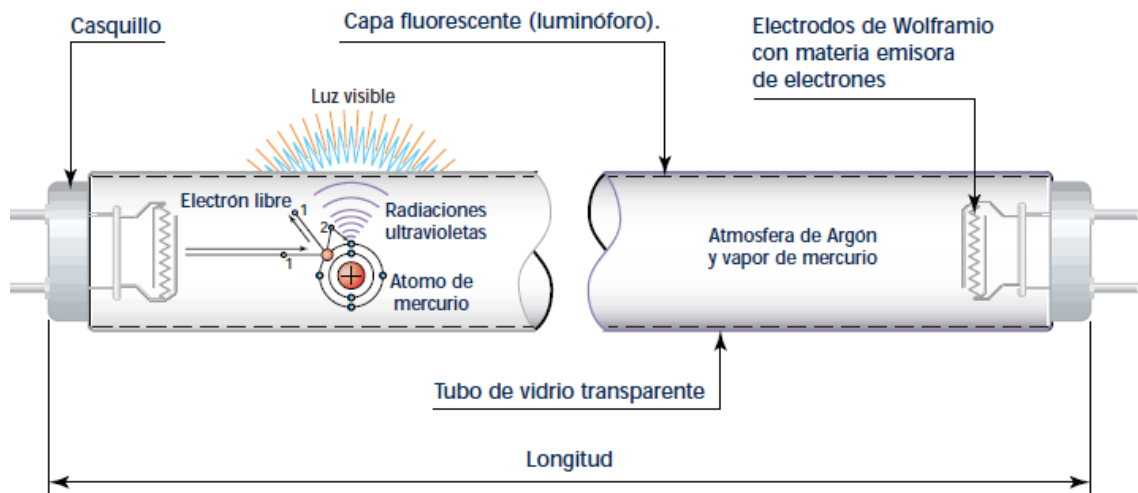 Casquillo
Capa fluorescente (luminóforo).
Electrodos de Wolframio
con materia emisora
de electrones
Luz visible
Electrón libre
1
2
1
Radiaciones
ultravioletas
Atomo de
mercurio
+
Atmosfera de Argón
y vapor de mercurio
Tubo de vidrio transparente
Longitud